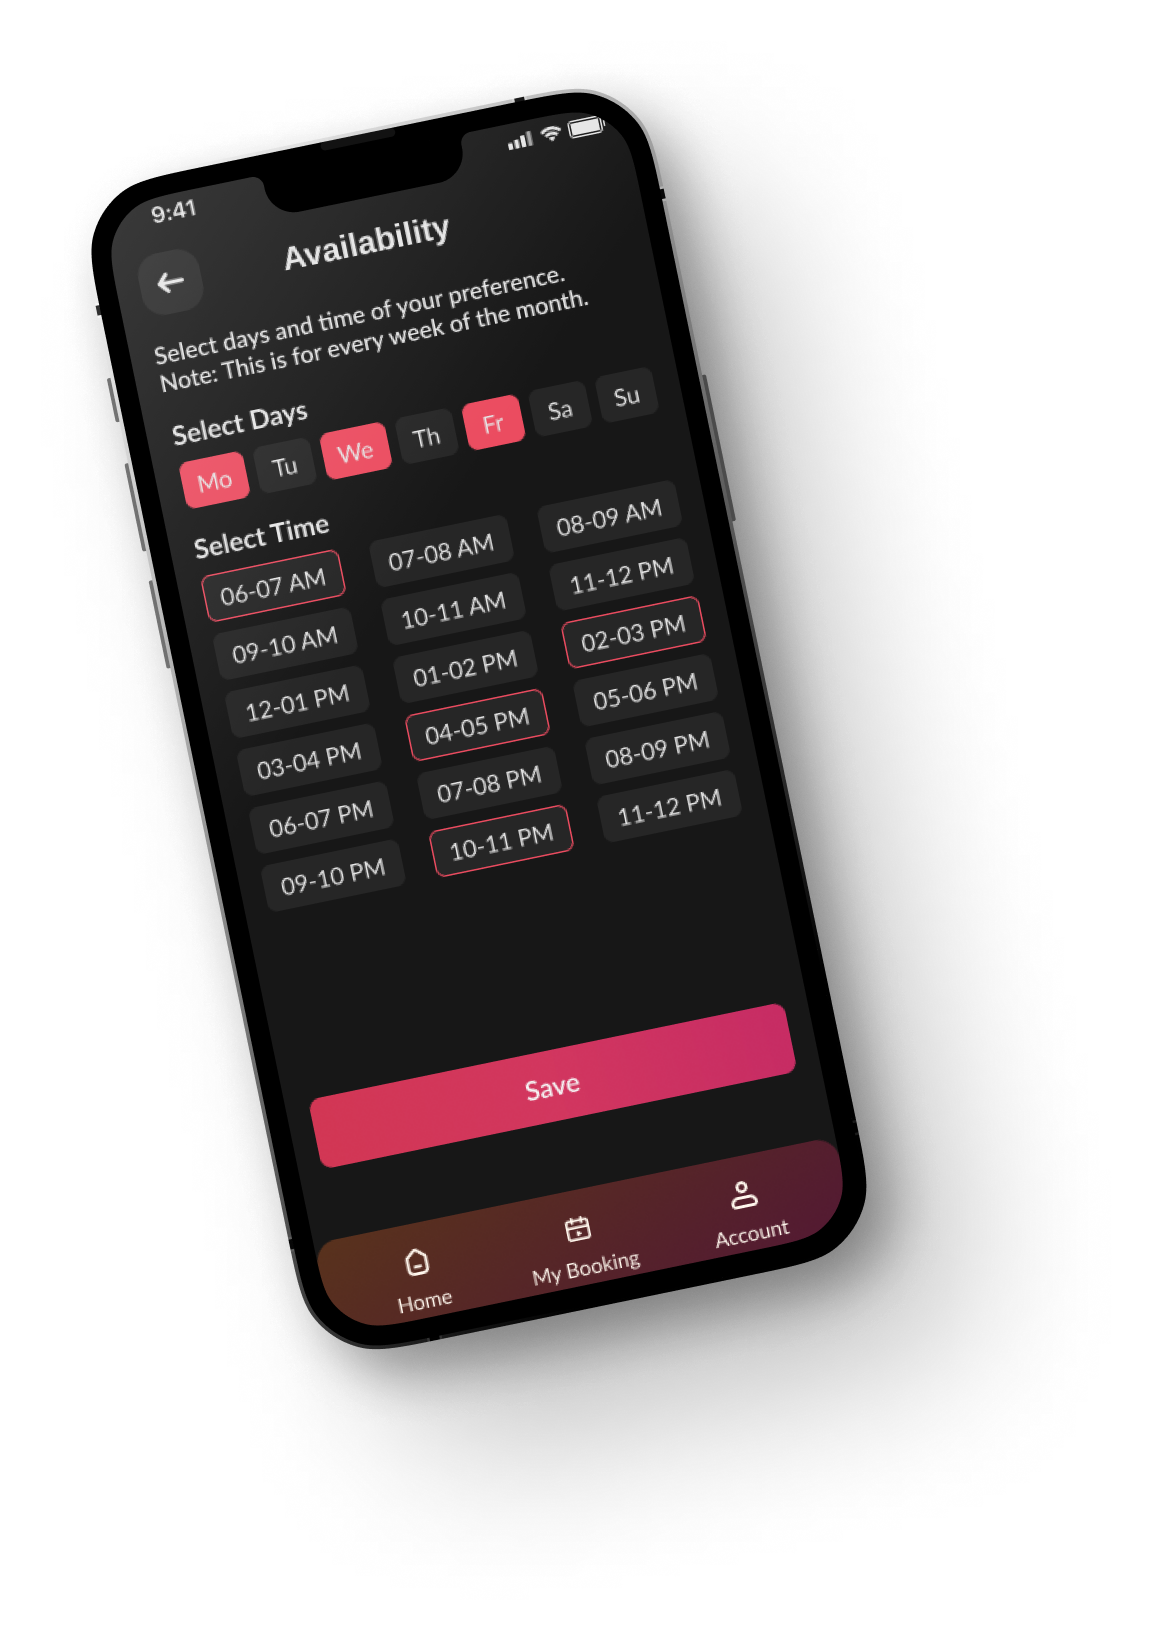 9:41
Availability
Select days and time of your preference.
Note: This is for every week of the month.
Select Days
Mo Tu We Th Fr Sa Su
Select Time
06-07 AM 07-08 AM 08-09 AM
09-10 AM 10-11 AM 11-12 PM
12-01 PM 01-02 PM 02-03 PM
03-04 PM 04-05 PM 05-06 PM
06-07 PM 07-08 PM 08-09 PM
09-10 PM 10-11 PM 11-12 PM
Save
Home My Booking Account